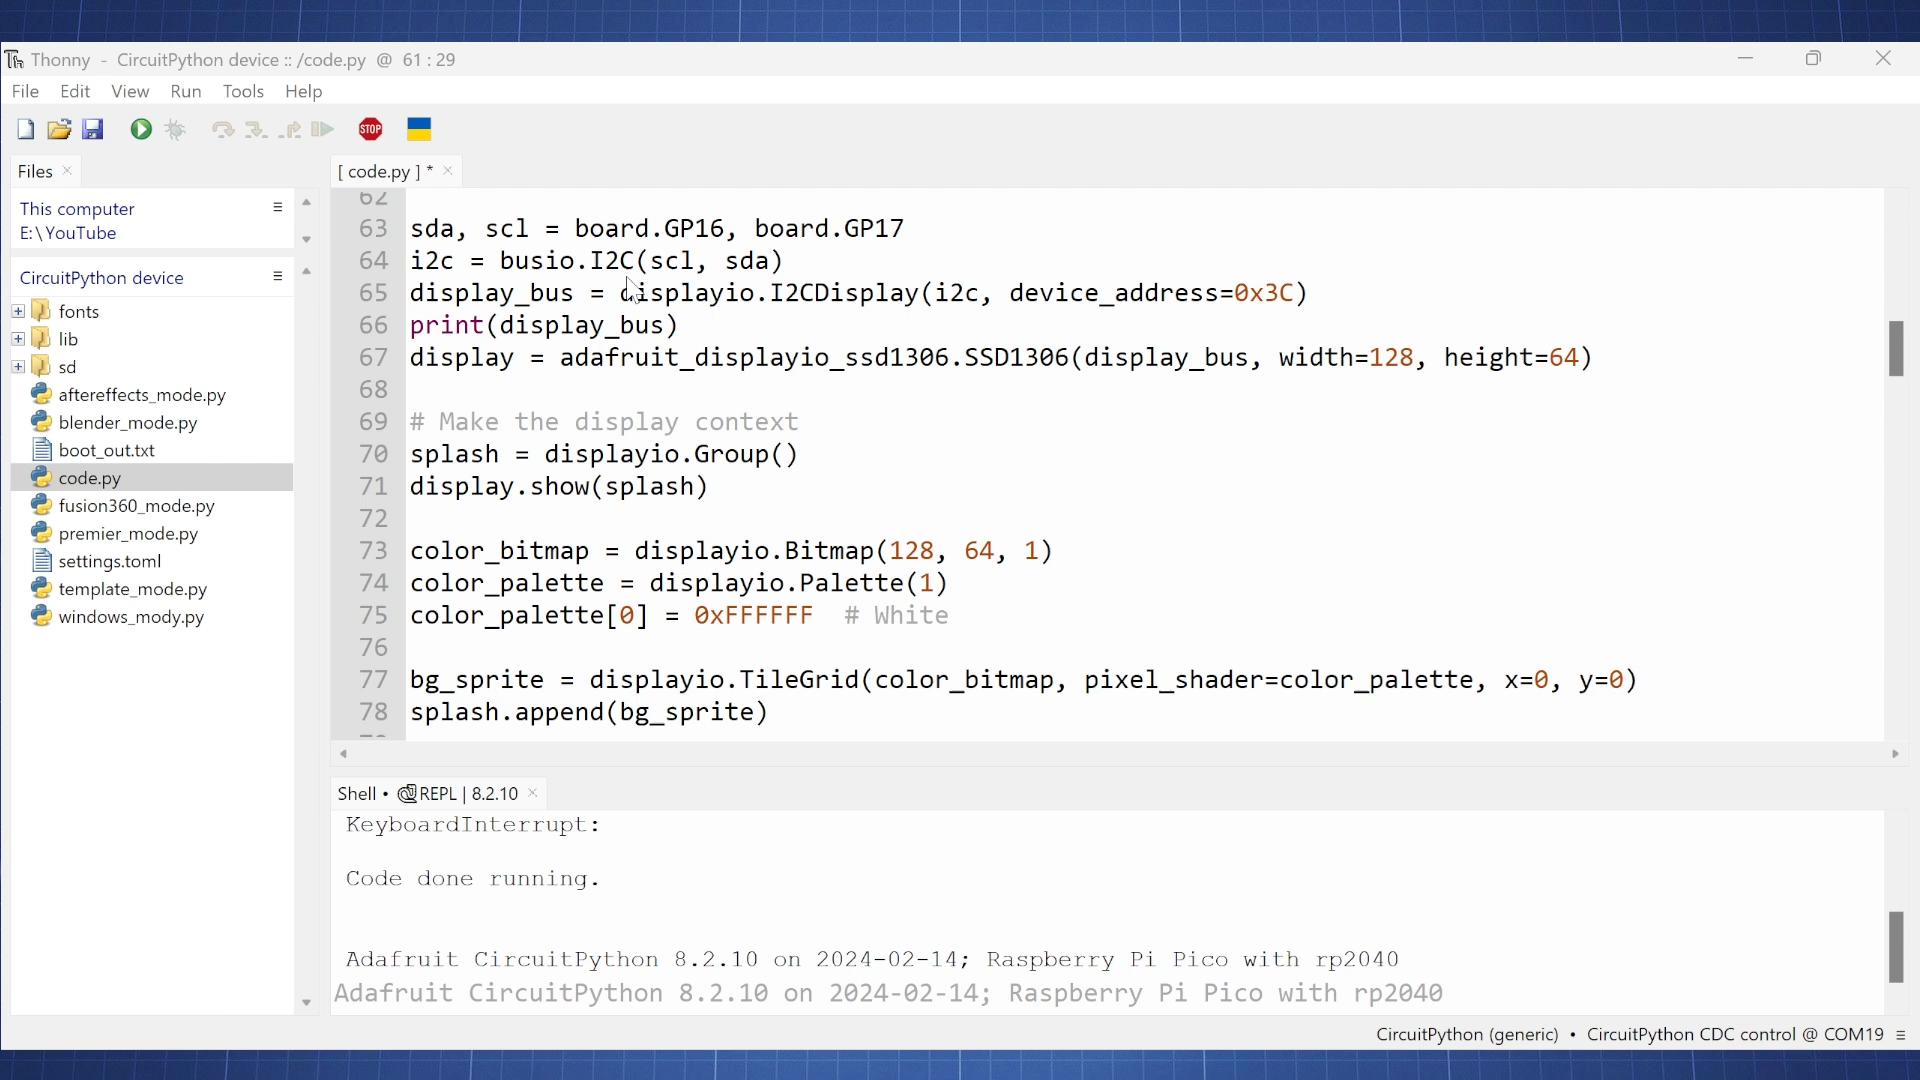 Thonny - CircuitPython device :: /code.py @ 61 : 29
File Edit View Run Tools Help
STOP
Files
[ code.py ] *
This computer
E:\YouTube
CircuitPython device
fonts
lib
sd
aftereffects_mode.py
blender_mode.py
boot_out.txt
code.py
fusion360_mode.py
premier_mode.py
settings.toml
template_mode.py
windows_mody.py
62
63 sda, scl = board.GP16, board.GP17
64 i2c = busio.I2C(scl, sda)
65 display_bus = displayio.I2CDisplay(i2c, device_address=0x3C)
66 print(display_bus)
67 display = adafruit_displayio_ssd1306.SSD1306(display_bus, width=128, height=64)
68
69 # Make the display context
70 splash = displayio.Group()
71 display.show(splash)
72
73 color_bitmap = displayio.Bitmap(128, 64, 1)
74 color_palette = displayio.Palette(1)
75 color_palette[0] = 0xFFFFFF  # White
76
77 bg_sprite = displayio.TileGrid(color_bitmap, pixel_shader=color_palette, x=0, y=0)
78 splash.append(bg_sprite)
Shell • REPL | 8.2.10
KeyboardInterrupt:
Code done running.
Adafruit CircuitPython 8.2.10 on 2024-02-14; Raspberry Pi Pico with rp2040
Adafruit CircuitPython 8.2.10 on 2024-02-14; Raspberry Pi Pico with rp2040
CircuitPython (generic) • CircuitPython CDC control @ COM19